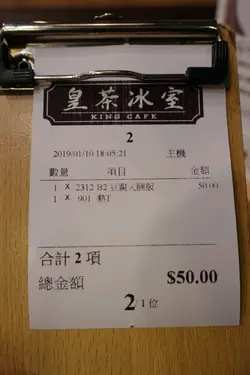 皇茶冰室
KING CAFE
2
2019/01/10 18:05:21 主機
數量 項目 金額
1 X 2312 B2 豆腐火腩飯 50.00
1 X 901 熱T
合計 2 項
總金額 $50.00
2/1位